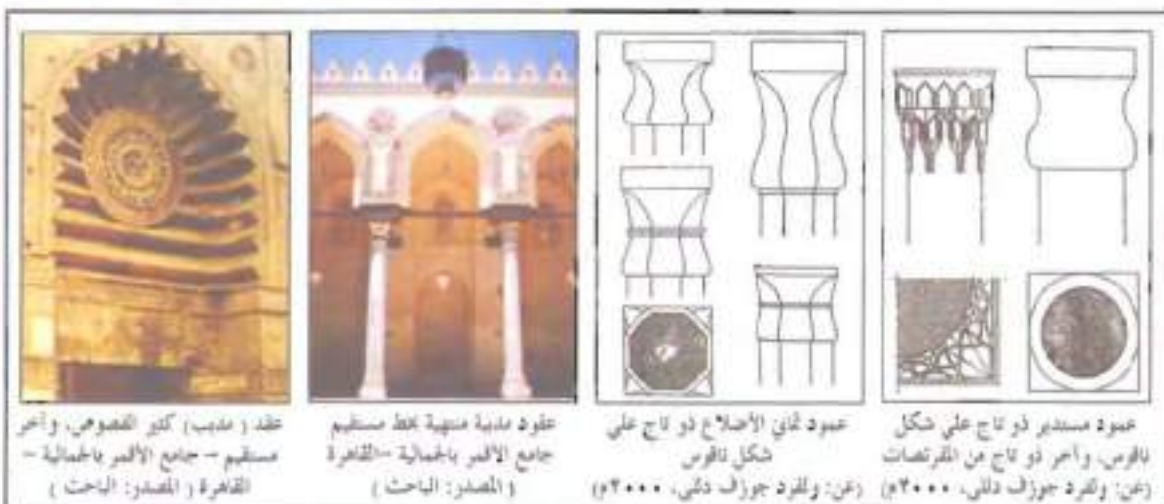 عمود مستدير ذو تاج علي شكل
ناقوس، وآخر ذو تاج من المقرنصات
(عن: ولفرد جوزف دللي، ٢٠٠٠م)
عمود ثماني الأضلاع ذو تاج علي
شكل ناقوس
(عن: ولفرد جوزف دللي، ٢٠٠٠م)
عقود مدببة منتهية بخط مستقيم
جامع الأقمر بالجمالية -القاهرة
( المصدر: الباحث )
عقد ( مدبب ) كثير الفصوص، وآخر
مستقيم – جامع الأقمر بالجمالية –
القاهرة ( المصدر: الباحث )